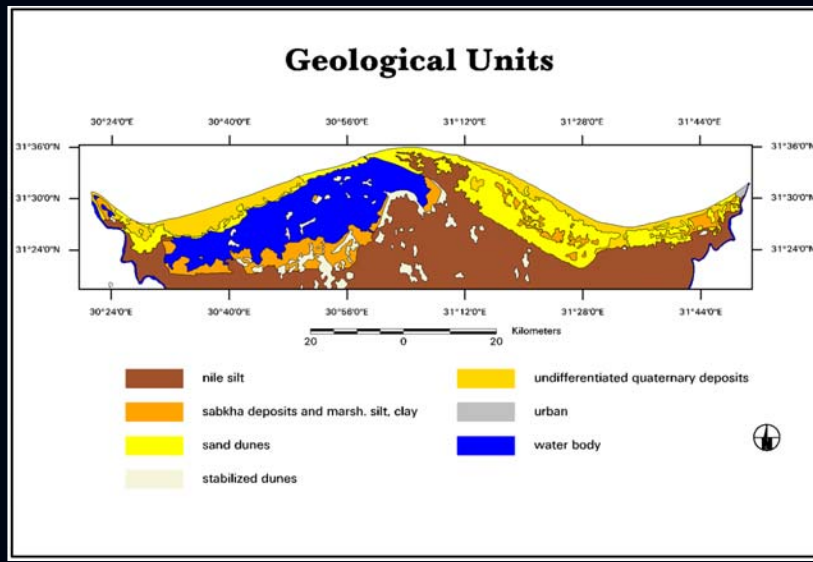 Geological Units
30°24'0"E 30°40'0"E 30°56'0"E 31°12'0"E 31°28'0"E 31°44'0"E
31°36'0"N 31°36'0"N
31°30'0"N 31°30'0"N
31°24'0"N 31°24'0"N
30°24'0"E 30°40'0"E 30°56'0"E 31°12'0"E 31°28'0"E 31°44'0"E
Kilometers
20 0 20
nile silt
undifferentiated quaternary deposits
sabkha deposits and marsh. silt, clay
urban
sand dunes
water body
stabilized dunes
N